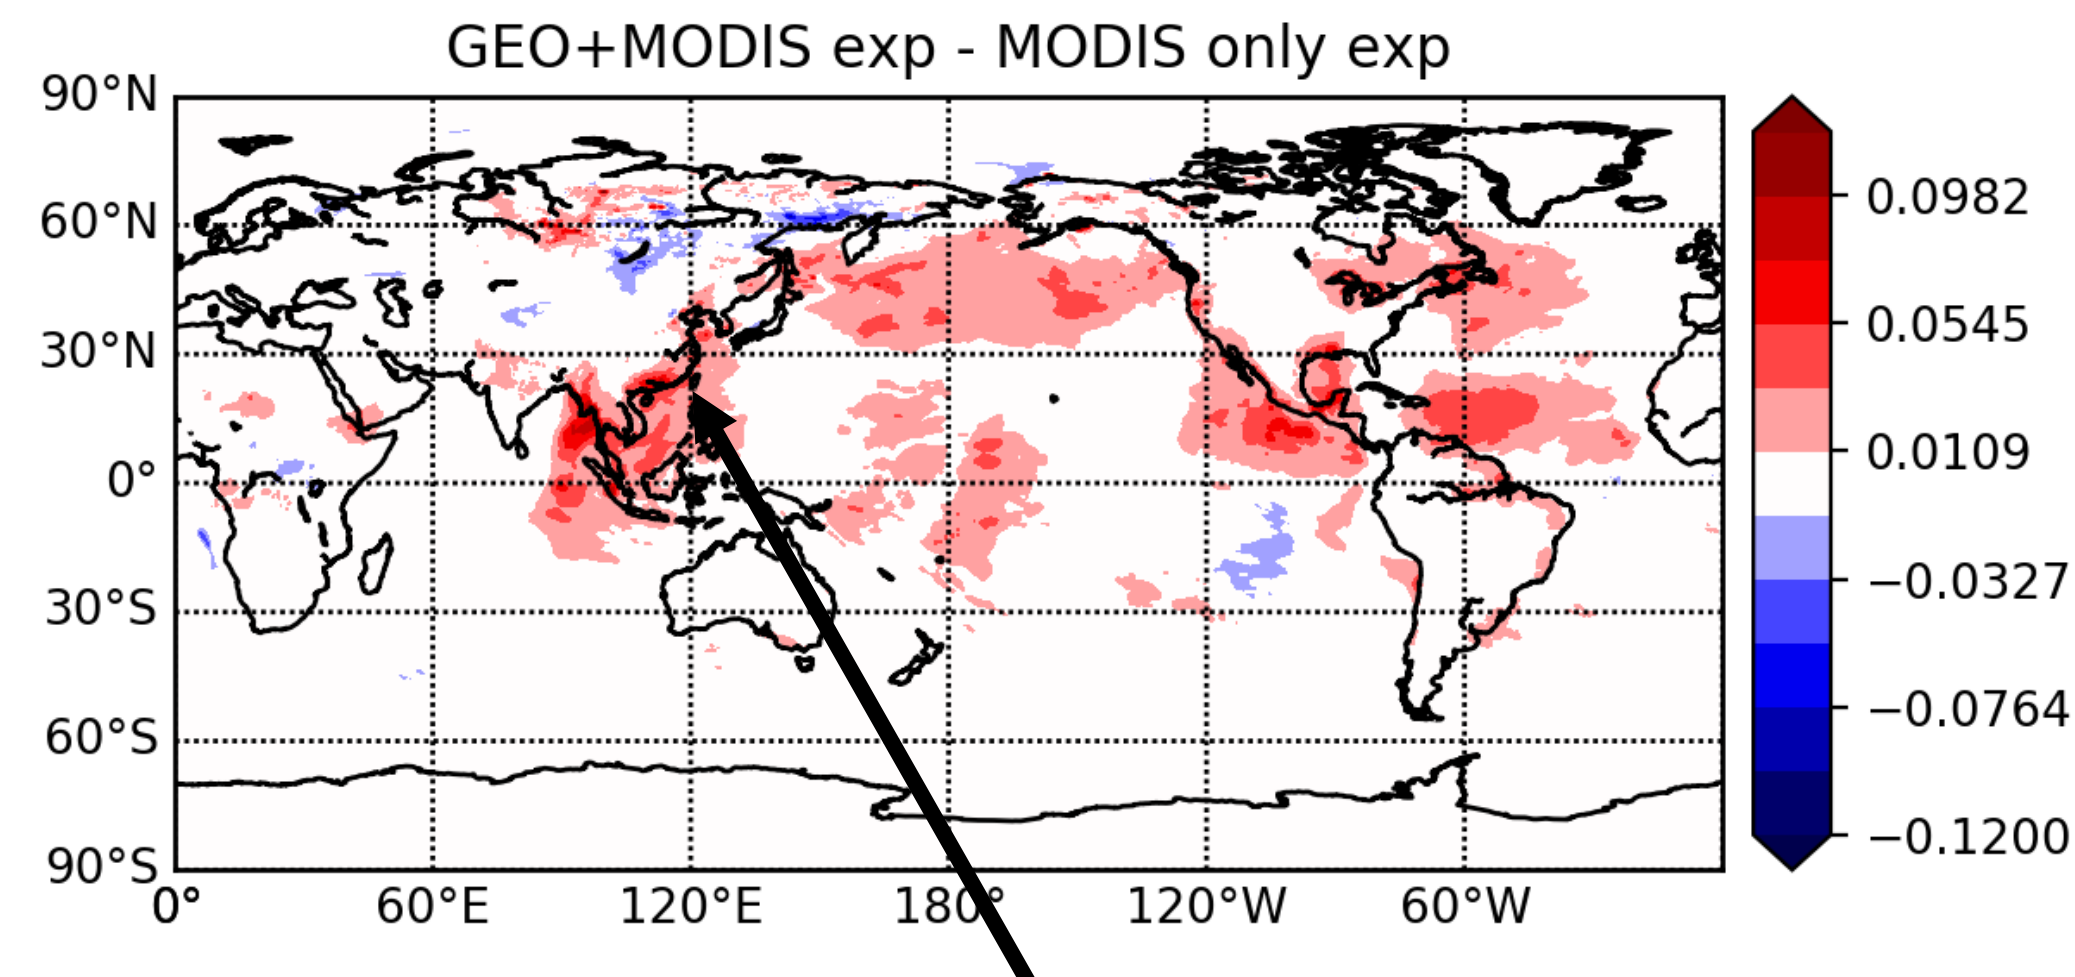 GEO+MODIS exp - MODIS only exp
90°N
60°N
30°N
0°
30°S
60°S
90°S
0° 60°E 120°E 180° 120°W 60°W
0.0982
0.0545
0.0109
−0.0327
−0.0764
−0.1200